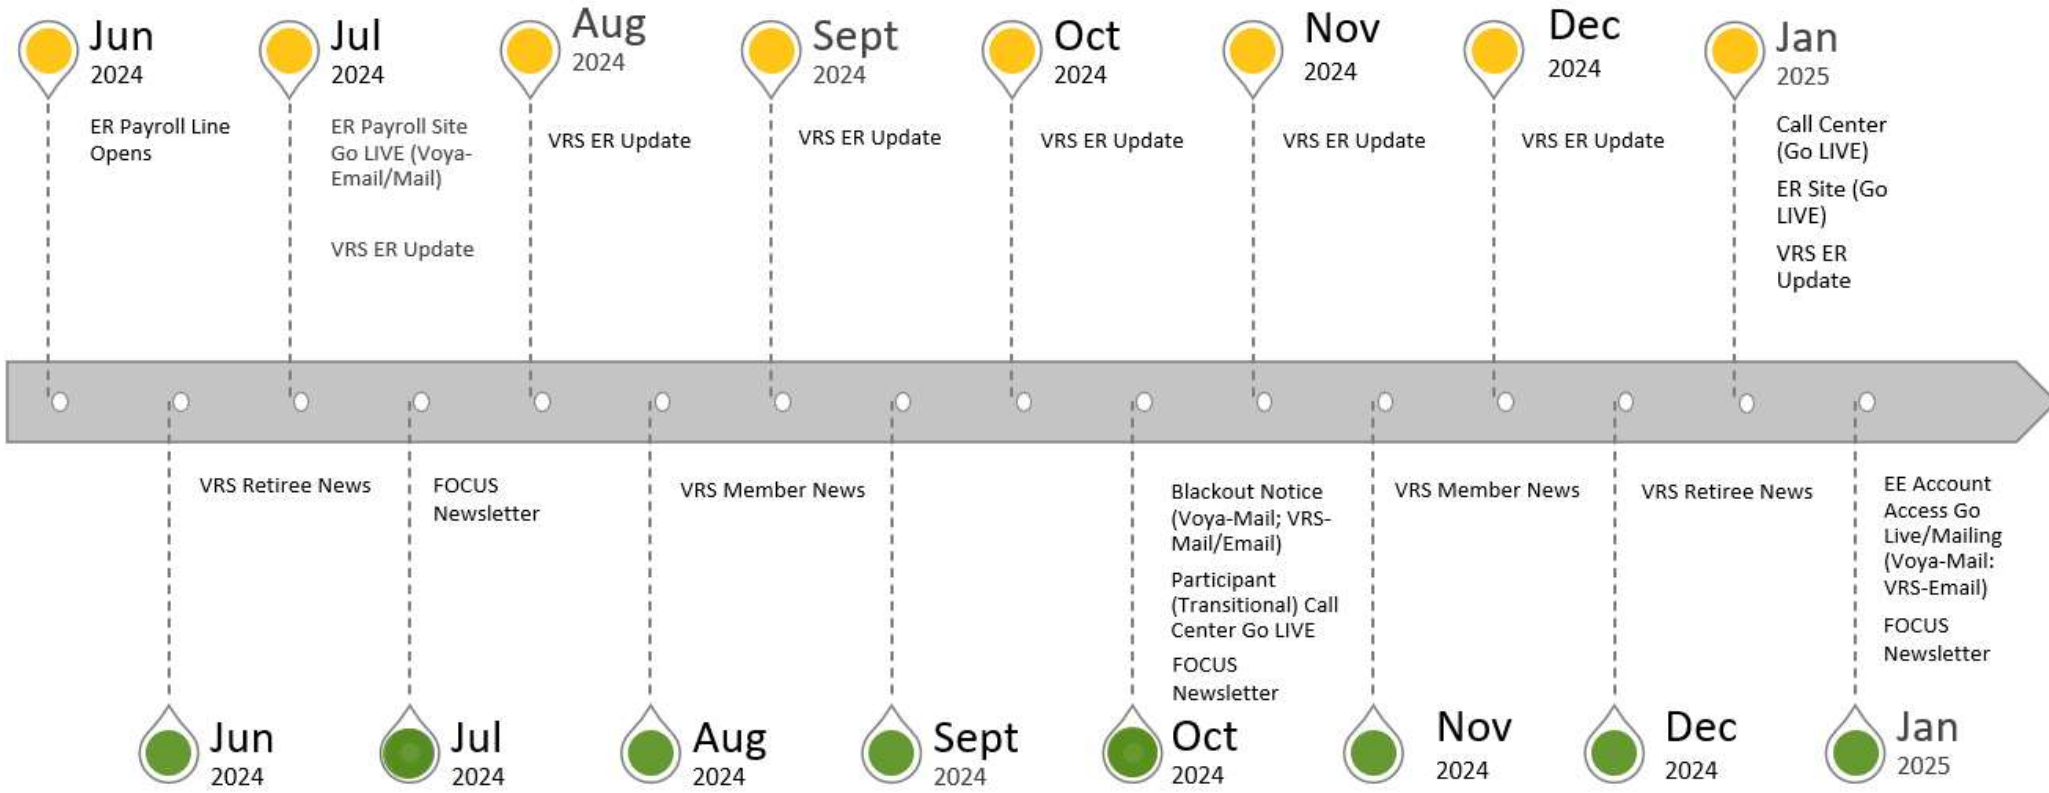 Jun
2024
ER Payroll Line
Opens
Jul
2024
ER Payroll Site
Go LIVE (Voya-
Email/Mail)
VRS ER Update
Aug
2024
VRS ER Update
Sept
2024
VRS ER Update
Oct
2024
VRS ER Update
Nov
2024
VRS ER Update
Dec
2024
VRS ER Update
Jan
2025
Call Center
(Go LIVE)
ER Site (Go
LIVE)
VRS ER
Update
VRS Retiree News
Jun
2024
FOCUS
Newsletter
Jul
2024
VRS Member News
Aug
2024
Sept
2024
Blackout Notice
(Voya-Mail; VRS-
Mail/Email)
Participant
(Transitional) Call
Center Go LIVE
FOCUS
Newsletter
Oct
2024
VRS Member News
Nov
2024
VRS Retiree News
Dec
2024
EE Account
Access Go
Live/Mailing
(Voya-Mail:
VRS-Email)
FOCUS
Newsletter
Jan
2025